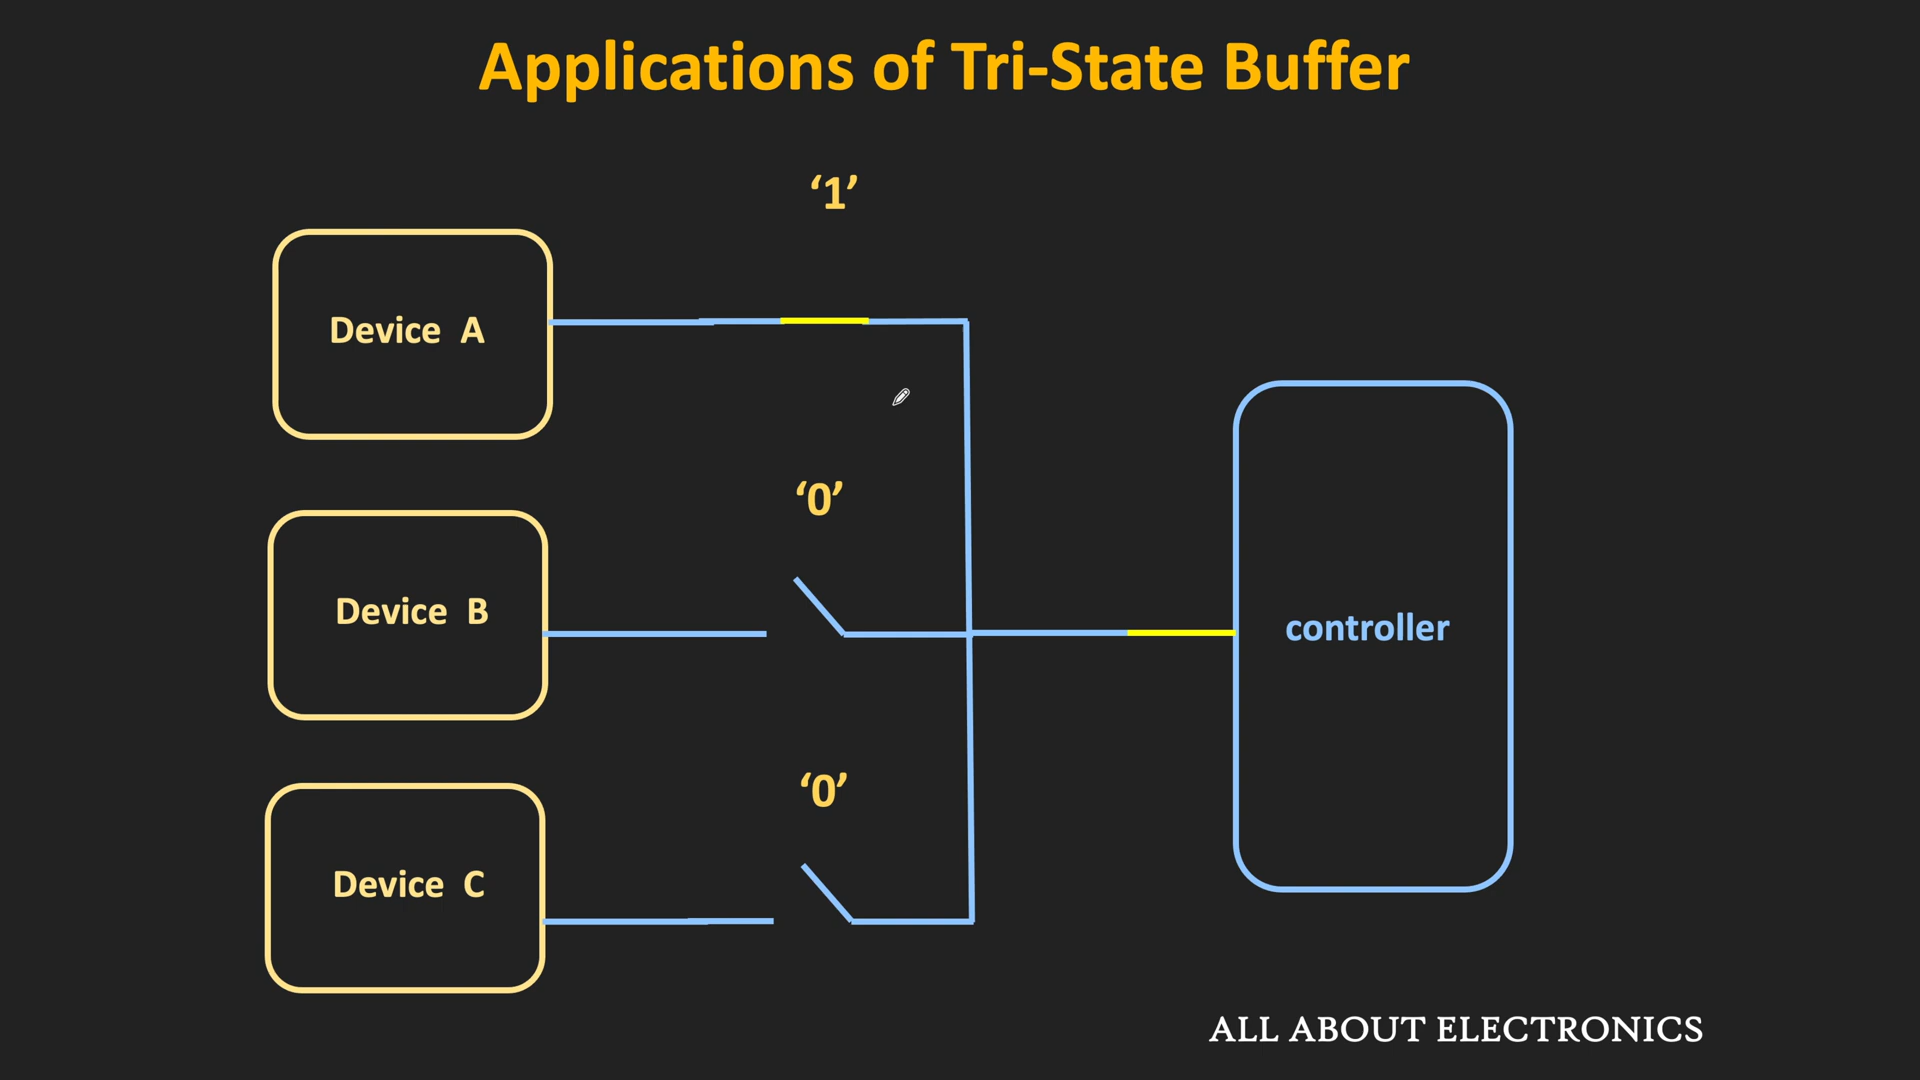 Applications of Tri-State Buffer
‘1’
Device A
‘0’
Device B
controller
‘0’
Device C
ALL ABOUT ELECTRONICS